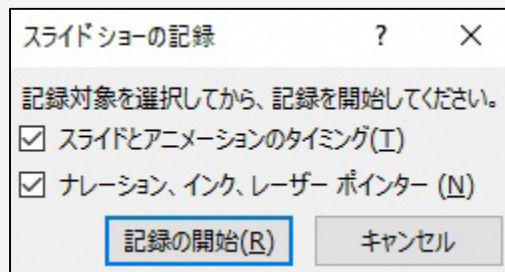 スライド ショーの記録 ? ×
記録対象を選択してから、記録を開始してください。
スライドとアニメーションのタイミング(T)
ナレーション、インク、レーザー ポインター (N)
記録の開始(R) キャンセル